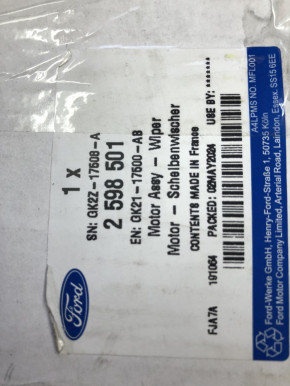 1 x
SN: GK2Z-17508-A
2 598 501
EN: GK21-17500-AB
Motor Assy - Wiper
Motor - Scheibenwischer
CONTENTS MADE IN FRANCE
191064 PACKED: 02MAY2024 USE BY: *******
FJA7A
Ford
A4LPMS NO. MFL001
Ford-Werke GmbH, Henry-Ford-Straße 1, 50735 Köln
Ford Motor Company Limited, Arterial Road, Laindon, Essex, SS15 6EE